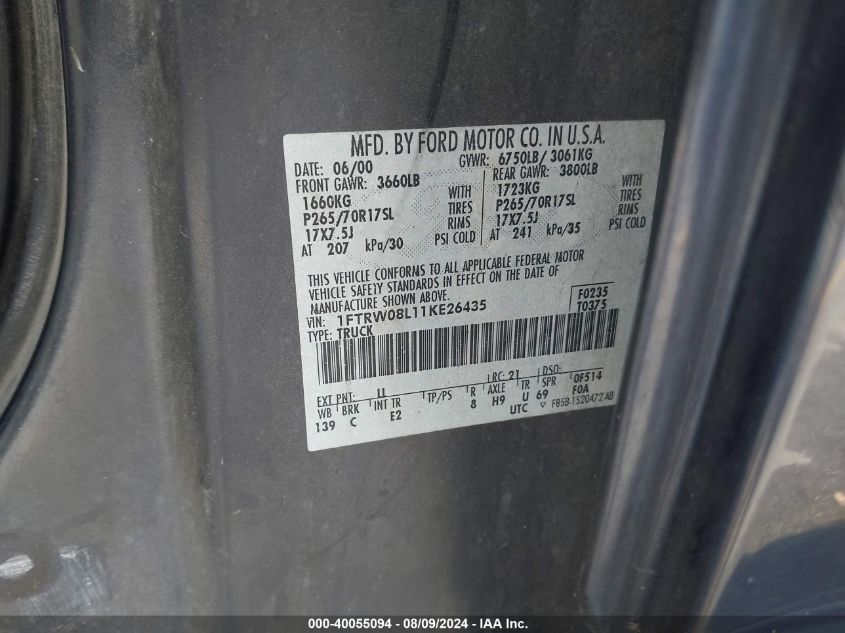 MFD. BY FORD MOTOR CO. IN U.S.A.
DATE: 06/00 GVWR: 6750LB/ 3061KG
FRONT GAWR: 3660LB REAR GAWR: 3800LB
1660KG WITH 1723KG WITH
P265/70R17SL TIRES P265/70R17SL TIRES
17X7.5J RIMS 17X7.5J RIMS
AT 207 kPa/30 PSI COLD AT 241 kPa/35 PSI COLD
THIS VEHICLE CONFORMS TO ALL APPLICABLE FEDERAL MOTOR
VEHICLE SAFETY STANDARDS IN EFFECT ON THE DATE OF
MANUFACTURE SHOWN ABOVE.
VIN: 1FTRW08L11KE26435 F0235
TYPE: TRUCK T0375
EXT PNT: LL RC: 21 DSO:
WB BRK INT TR TP/PS R AXLE TR SPR 0F514
139 C E2 8 H9 U 69 F0A
UTC F85B-1520472 AB
000-40055094 - 08/09/2024 - IAA Inc.